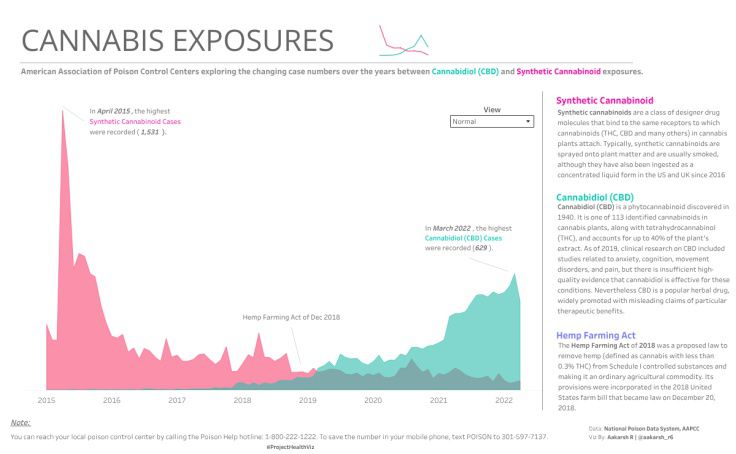 CANNABIS EXPOSURES
American Association of Poison Control Centers exploring the changing case numbers over the years between Cannabidiol (CBD) and Synthetic Cannabinoid exposures.
In April 2015 , the highest
Synthetic Cannabinoid Cases
were recorded ( 1,531 ).
View
Normal
In March 2022 , the highest
Cannabidiol (CBD) Cases
were recorded (629 ).
Hemp Farming Act of Dec 2018
2015
2016
2017
2018
2019
2020
2021
2022
Synthetic Cannabinoid
Synthetic cannabinoids are a class of designer drug
molecules that bind to the same receptors to which
cannabinoids (THC, CBD and many others) in cannabis
plants attach. Typically, synthetic cannabinoids are
sprayed onto plant matter and are usually smoked,
although they have also been ingested as a
concentrated liquid form in the US and UK since 2016
Cannabidiol (CBD)
Cannabidiol (CBD) is a phytocannabinoid discovered in
1940. It is one of 113 identified cannabinoids in
cannabis plants, along with tetrahydrocannabinol
(THC), and accounts for up to 40% of the plant's
extract. As of 2019, clinical research on CBD included
studies related to anxiety, cognition, movement
disorders, and pain, but there is insufficient high-
quality evidence that cannabidiol is effective for these
conditions. Nevertheless CBD is a popular herbal drug,
widely promoted with misleading claims of particular
therapeutic benefits.
Hemp Farming Act
The Hemp Farming Act of 2018 was a proposed law to
remove hemp (defined as cannabis with less than
0.3% THC) from Schedule I controlled substances and
making it an ordinary agricultural commodity. Its
provisions were incorporated in the 2018 United
States farm bill that became law on December 20,
2018.
Note:
You can reach your local poison control center by calling the Poison Help hotline: 1-800-222-1222. To save the number in your mobile phone, text POISON to 301-597-7137.
#ProjectHealthViz
Data: National Poison Data System, AAPCC
Viz By: Aakarsh R | @aakarsh_r6